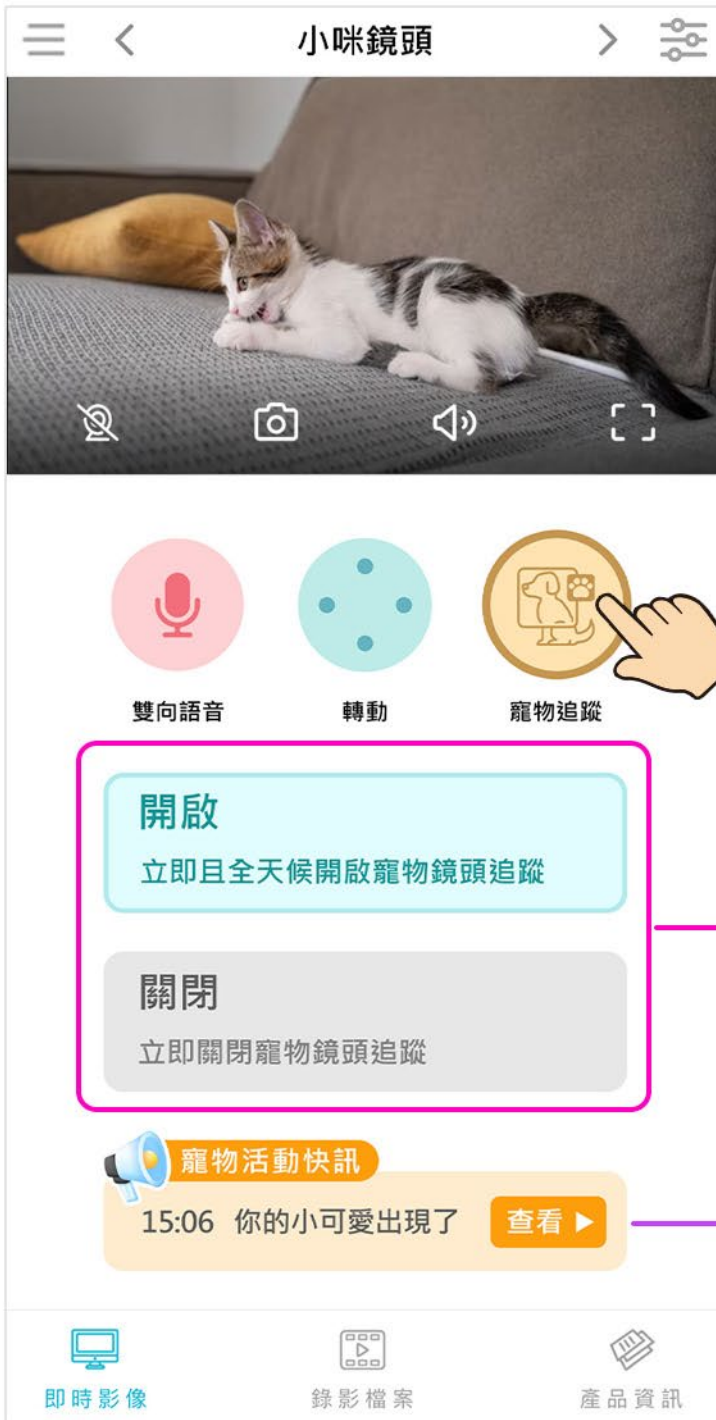 小咪鏡頭
雙向語音
轉動
寵物追蹤
開啟
立即且全天候開啟寵物鏡頭追蹤
關閉
立即關閉寵物鏡頭追蹤
寵物活動快訊
15:06 你的小可愛出現了 查看
即時影像
錄影檔案
產品資訊